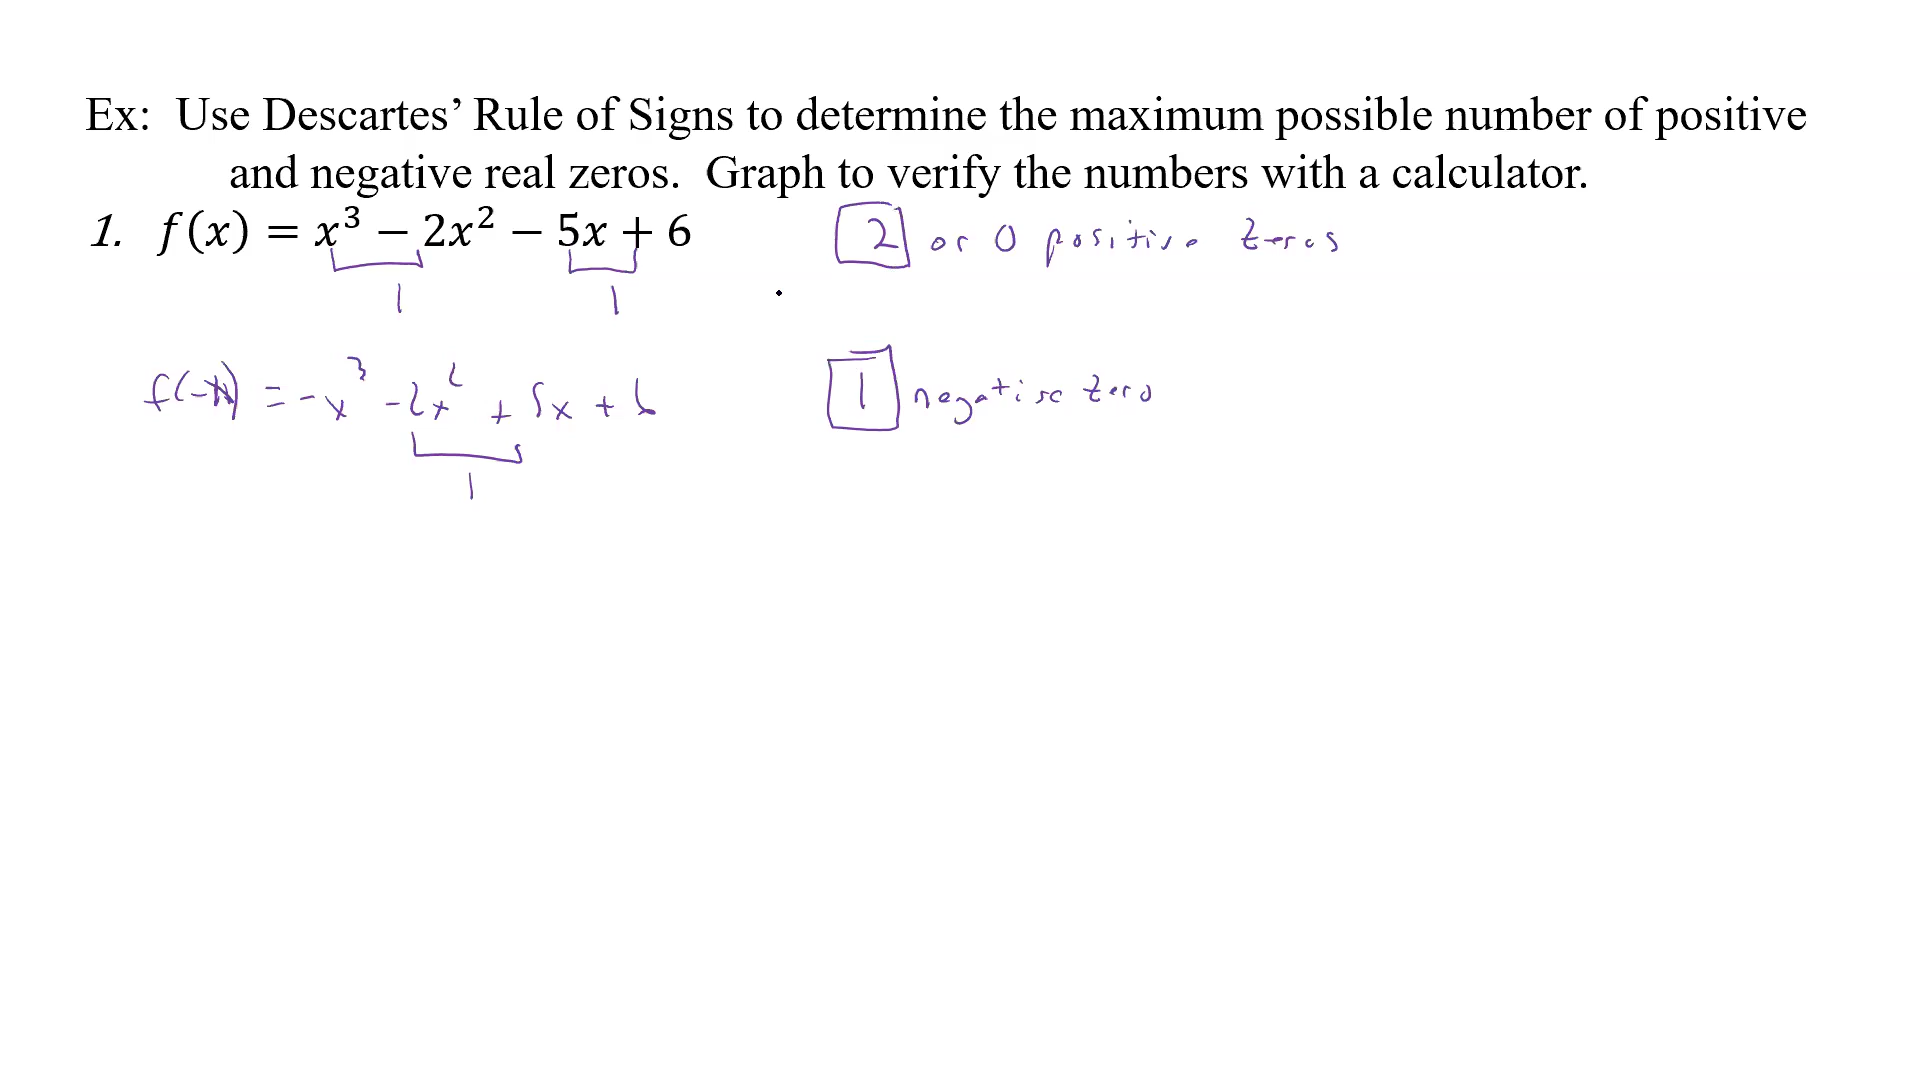 Ex: Use Descartes’ Rule of Signs to determine the maximum possible number of positive
and negative real zeros. Graph to verify the numbers with a calculator.
1. f(x) = x³ − 2x² − 5x + 6
2 or 0 positive zeros
1 1
f(-x) = -x³ -2x² + 5x + 6
1 negative zero
1